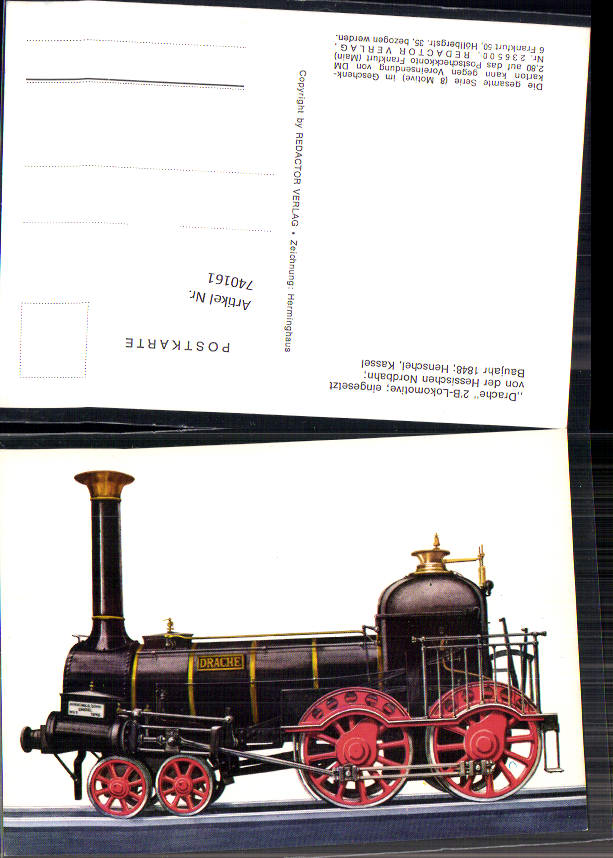 „Drache" 2'B-Lokomotive; eingesetzt
von der Hessischen Nordbahn;
Baujahr 1848; Henschel, Kassel
POSTKARTE
Artikel Nr.
740161
Copyright by REDACTOR VERLAG • Zeichnung: Herminghaus
Die gesamte Serie (8 Motive) im Geschenk-
karton kann gegen Voreinsendung von DM
2,80 auf das Postscheckkonto Frankfurt (Main)
Nr. 236500, REDACTOR VERLAG,
6 Frankfurt 50, Höllbergstr. 35, bezogen werden.
DRACHE